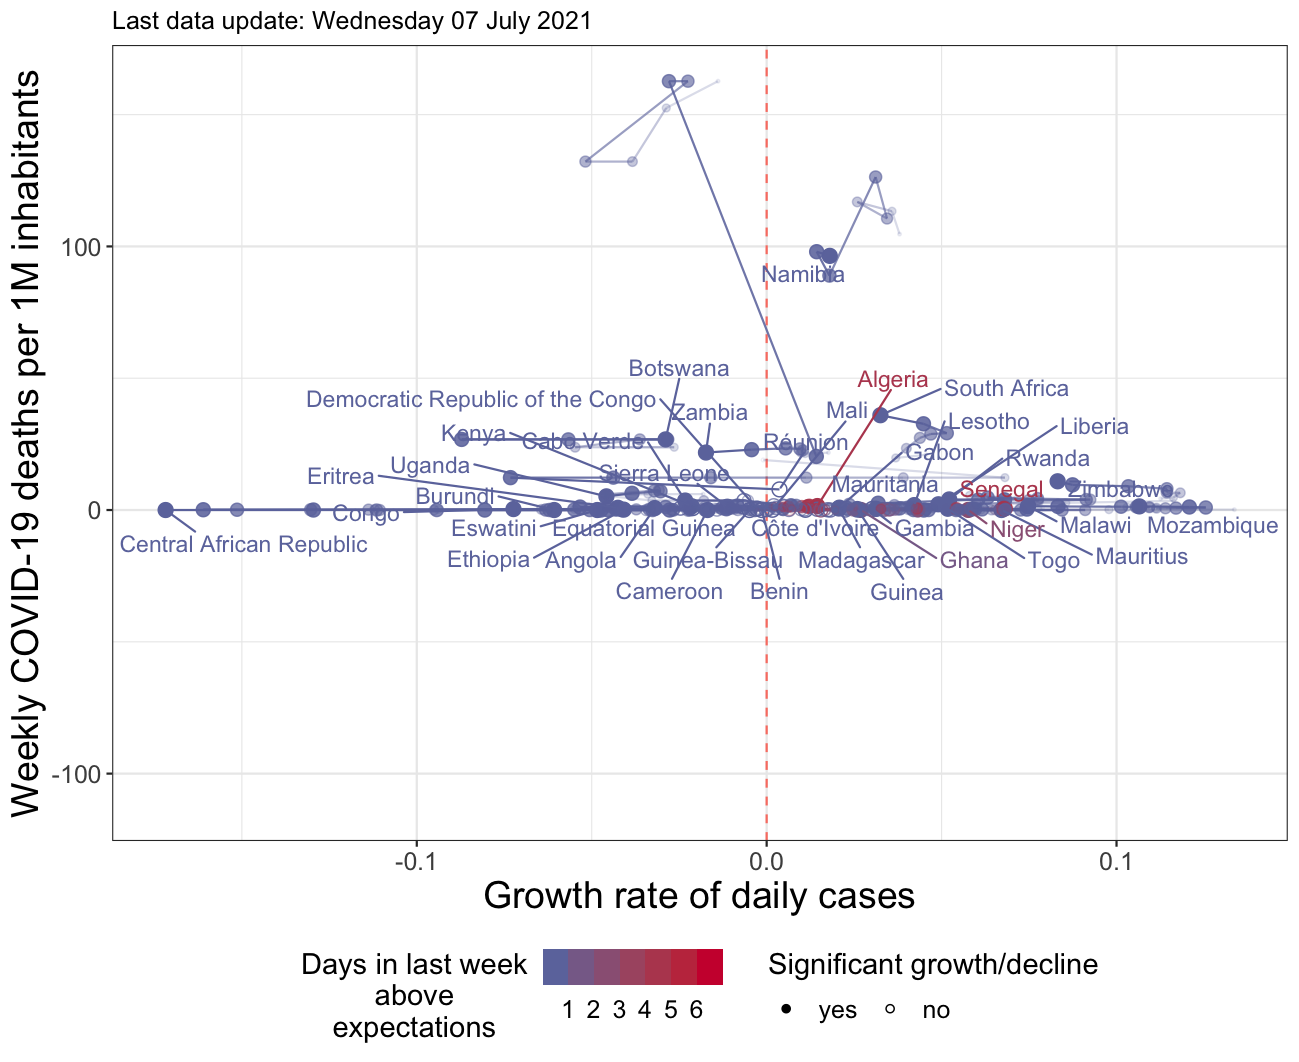 Last data update: Wednesday 07 July 2021
Weekly COVID-19 deaths per 1M inhabitants
100
0
-100
Namibia
Botswana
Algeria
South Africa
Democratic Republic of the Congo
Zambia
Mali
Lesotho
Liberia
Kenya
Cabo Verde
Réunion
Gabon
Rwanda
Uganda
Eritrea
Sierra Leone
Mauritania
Senegal
Zimbabwe
Burundi
Congo
Eswatini
Equatorial Guinea
Côte d'Ivoire
Gambia
Niger
Malawi
Mozambique
Central African Republic
Ethiopia
Angola
Guinea-Bissau
Madagascar
Ghana
Togo
Mauritius
Cameroon
Benin
Guinea
-0.1
0.0
0.1
Growth rate of daily cases
Days in last week
above
expectations
1 2 3 4 5 6
Significant growth/decline
yes
no